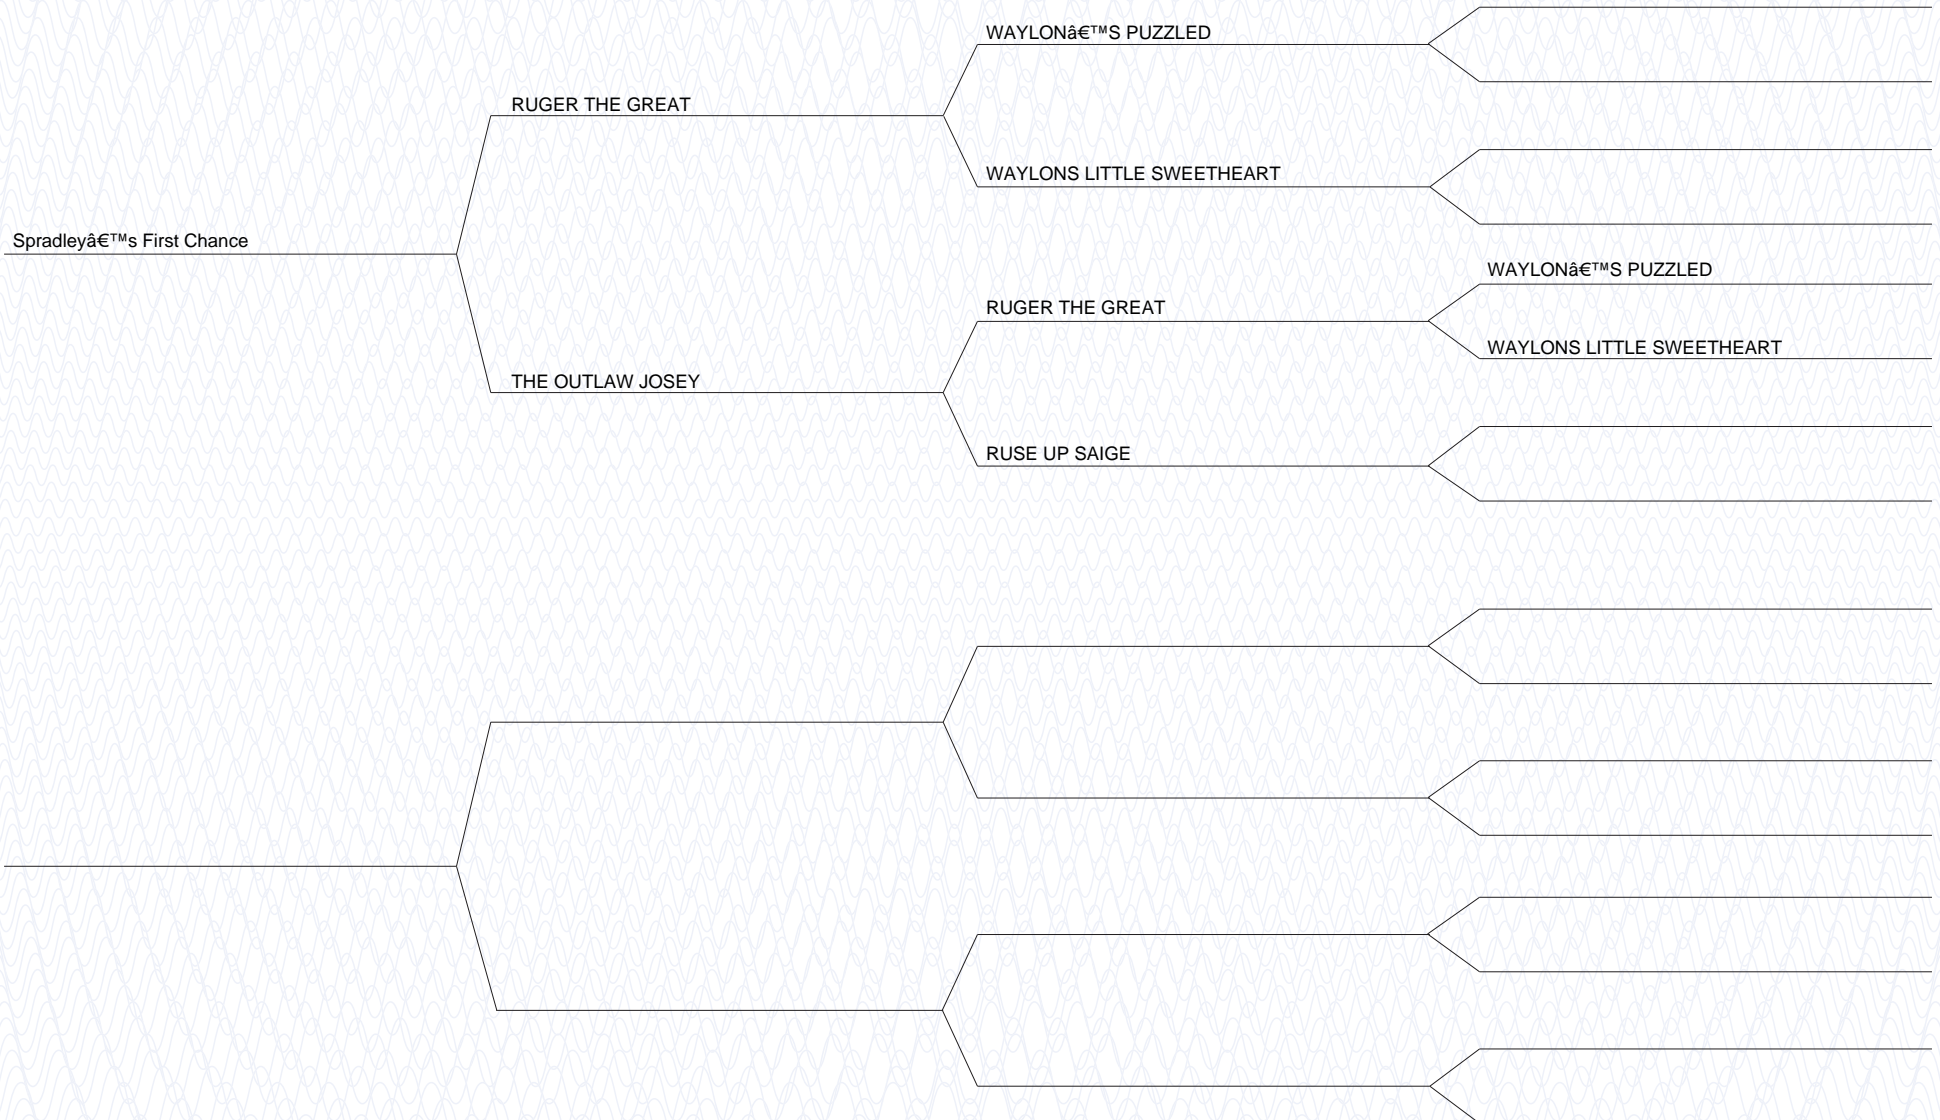 WAYLONâ€™S PUZZLED
RUGER THE GREAT
WAYLONS LITTLE SWEETHEART
Spradleyâ€™s First Chance
WAYLONâ€™S PUZZLED
RUGER THE GREAT
WAYLONS LITTLE SWEETHEART
THE OUTLAW JOSEY
RUSE UP SAIGE